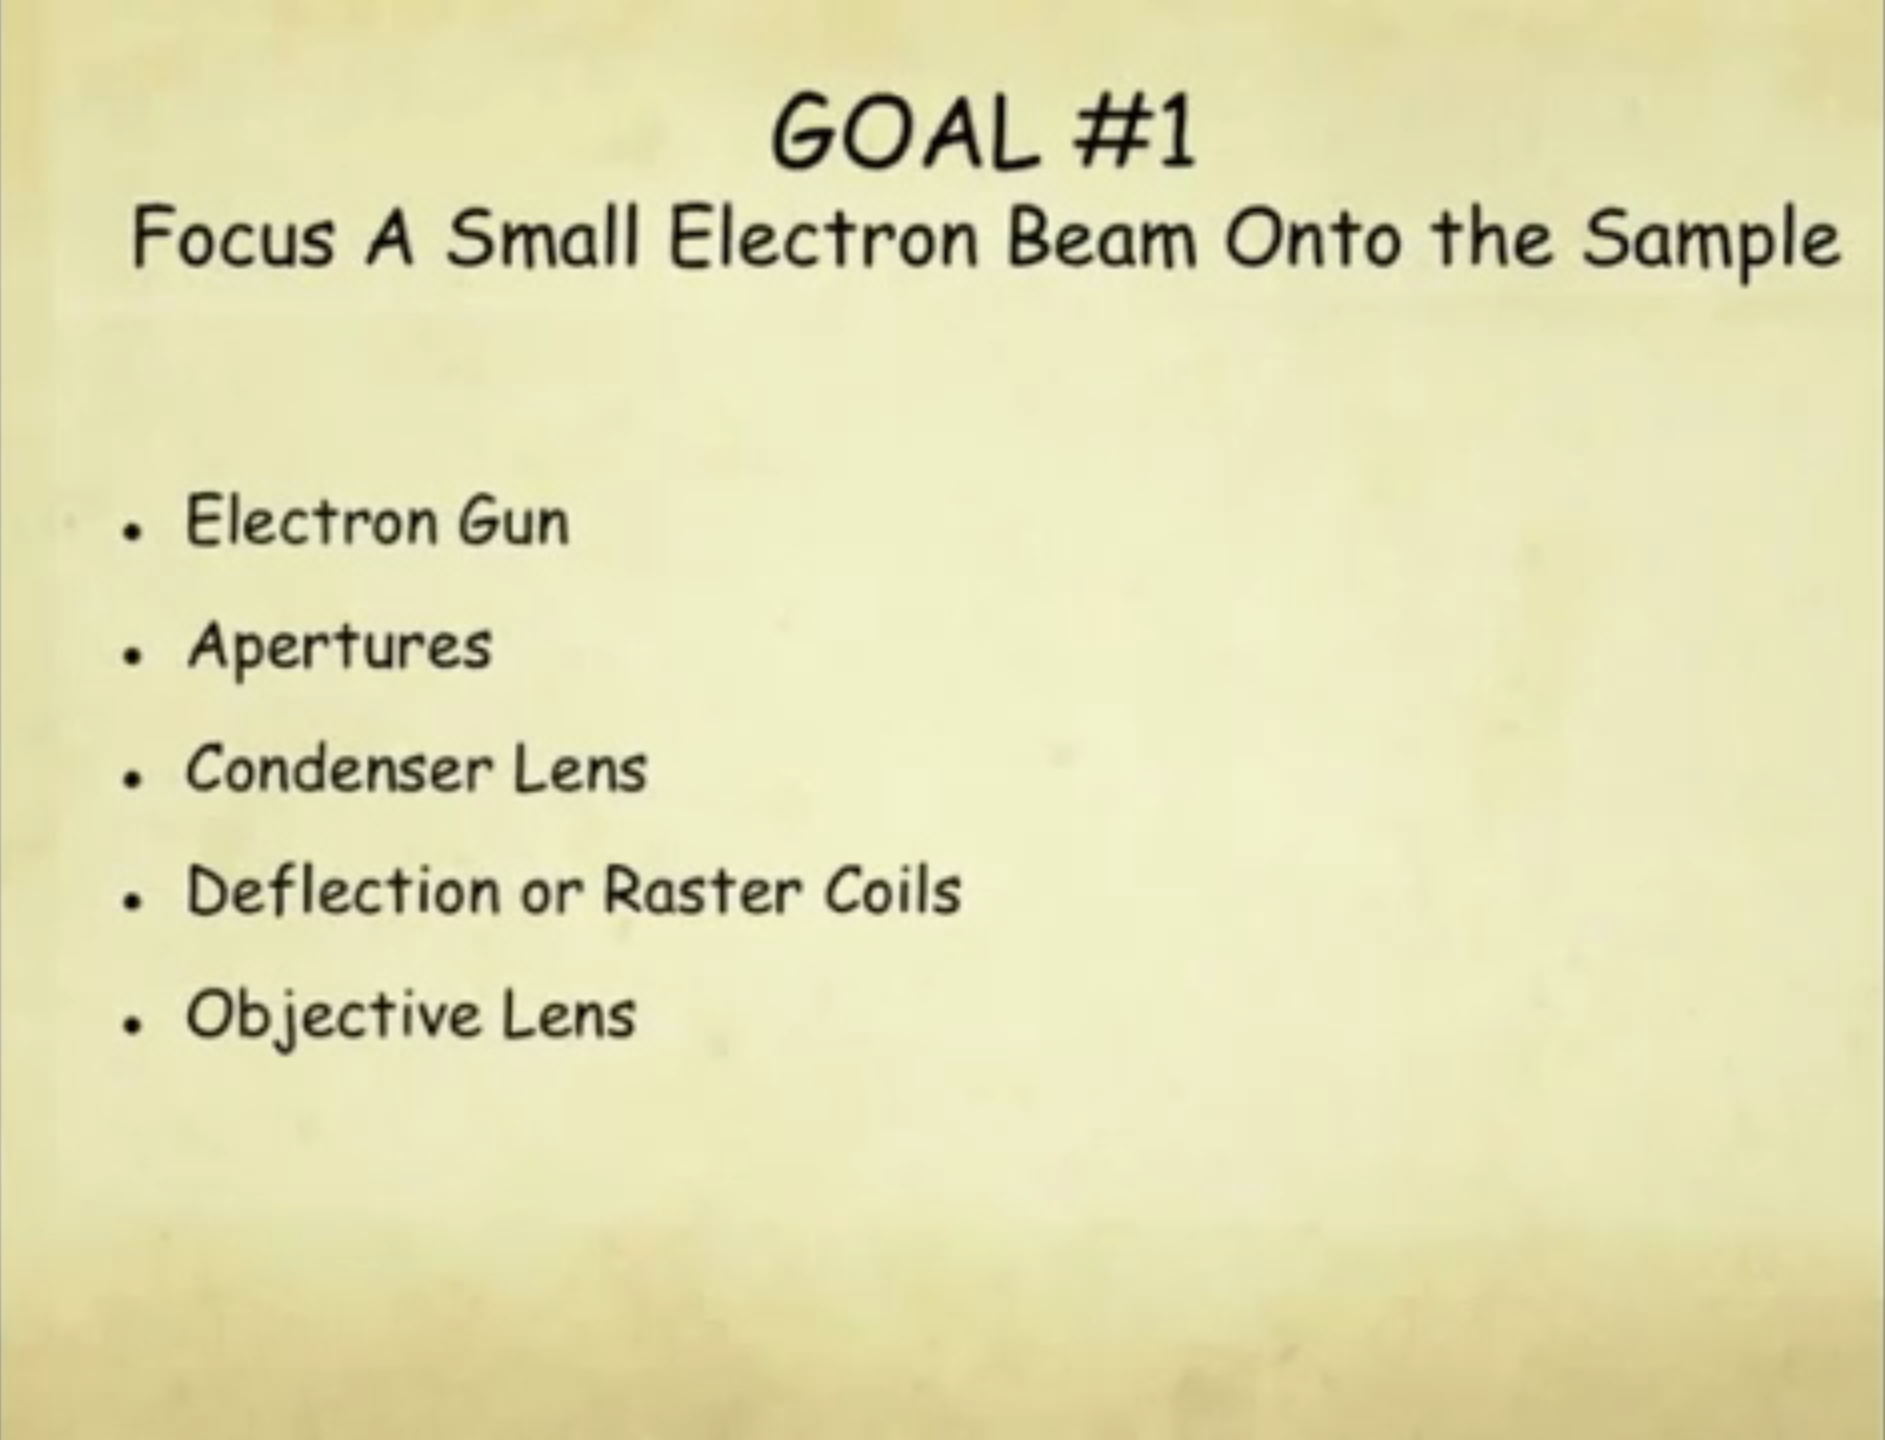 GOAL #1
Focus A Small Electron Beam Onto the Sample
• Electron Gun
• Apertures
• Condenser Lens
• Deflection or Raster Coils
• Objective Lens